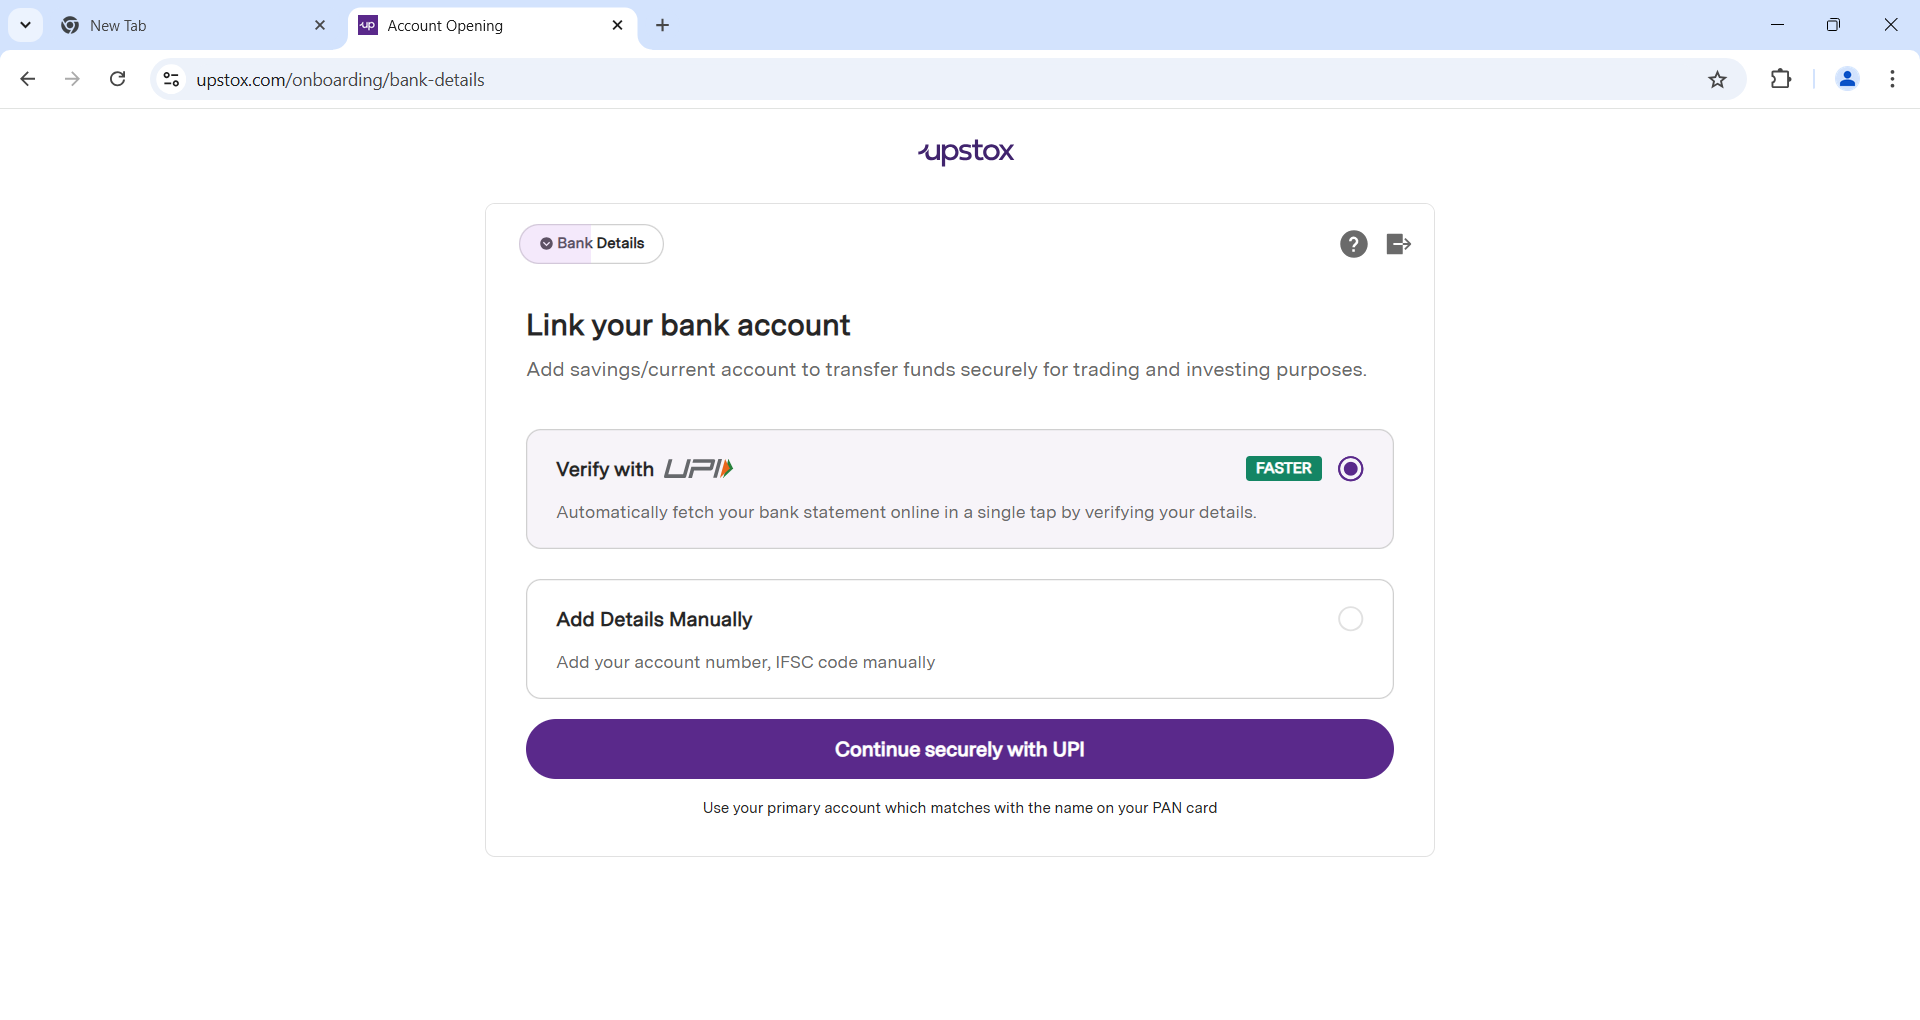 New Tab
up Account Opening
upstox.com/onboarding/bank-details
upstox
Bank Details
?
Link your bank account
Add savings/current account to transfer funds securely for trading and investing purposes.
Verify with UPI FASTER
Automatically fetch your bank statement online in a single tap by verifying your details.
Add Details Manually
Add your account number, IFSC code manually
Continue securely with UPI
Use your primary account which matches with the name on your PAN card